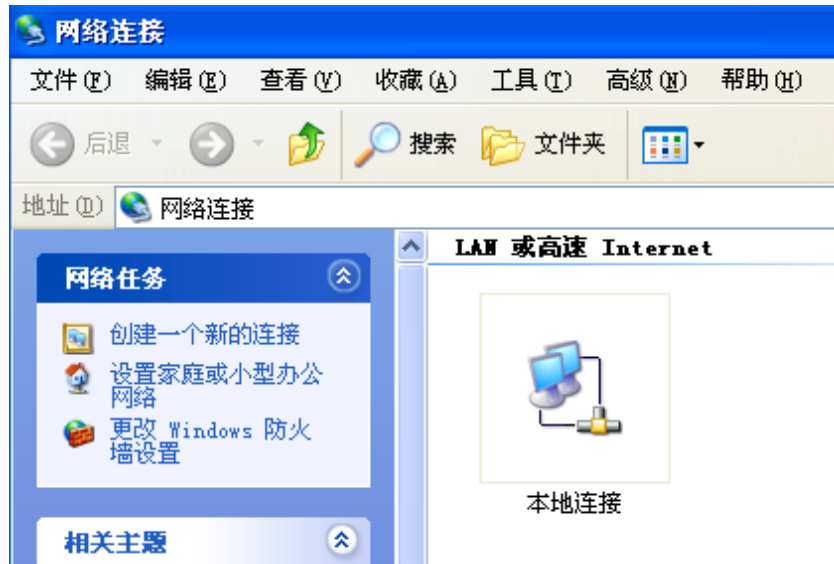 网络连接
文件(F) 编辑(E) 查看(V) 收藏(A) 工具(T) 高级(N) 帮助(H)
后退 搜索 文件夹
地址(D) 网络连接
网络任务
创建一个新的连接
设置家庭或小型办公
网络
更改 Windows 防火
墙设置
相关主题
LAN 或高速 Internet
本地连接